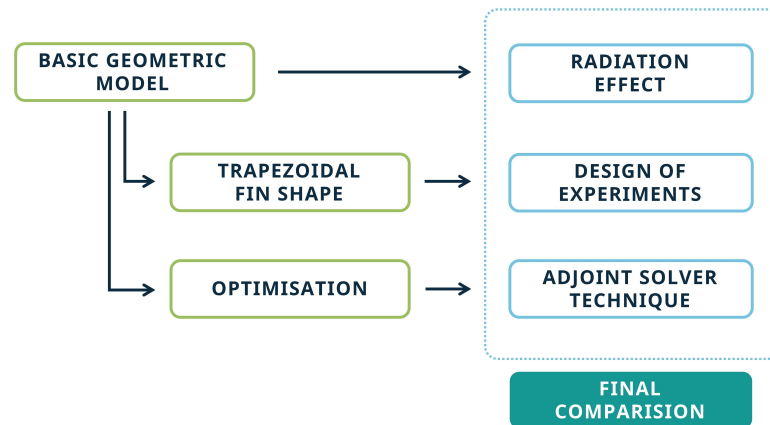 BASIC GEOMETRIC
MODEL
RADIATION
EFFECT
TRAPEZOIDAL
FIN SHAPE
DESIGN OF
EXPERIMENTS
OPTIMISATION
ADJOINT SOLVER
TECHNIQUE
FINAL
COMPARISION